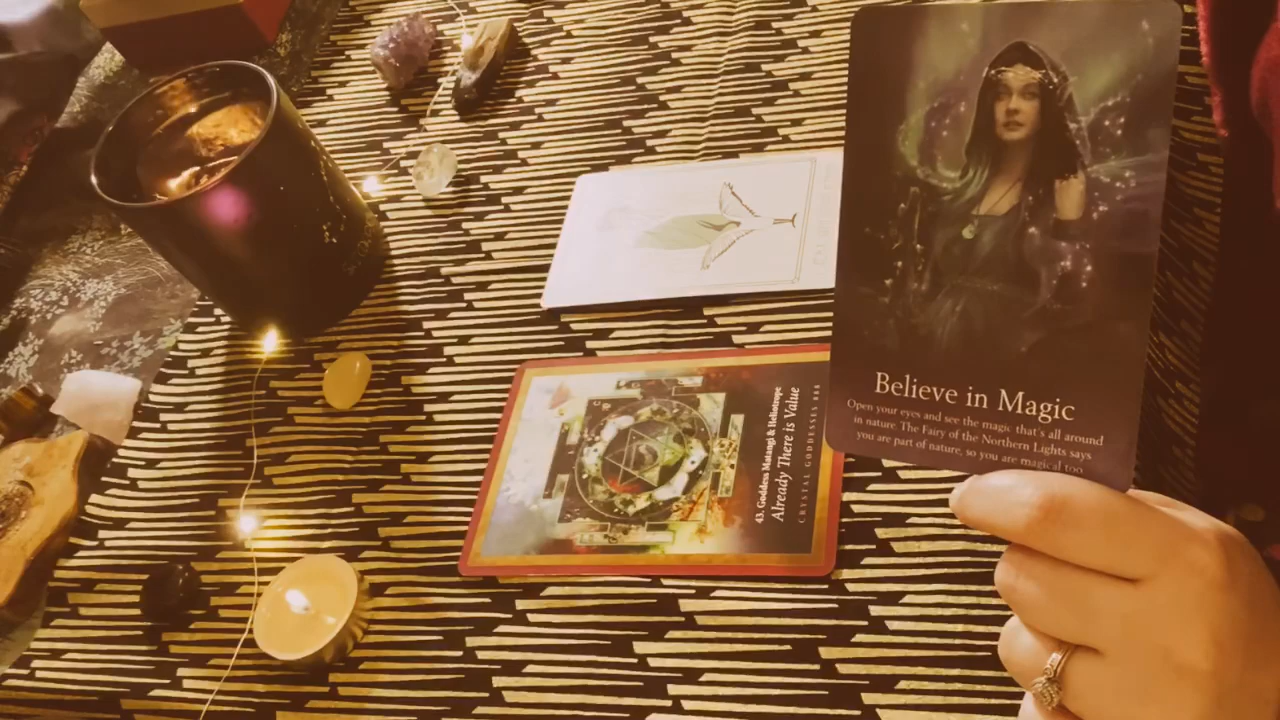 Believe in Magic
Open your eyes and see the magic that's all around
in nature. The Fairy of the Northern Lights says
you are part of nature, so you are magical too
43. Goddess Matangi & Heliotrope
Already There is Value
CRYSTAL GODDESSES 888